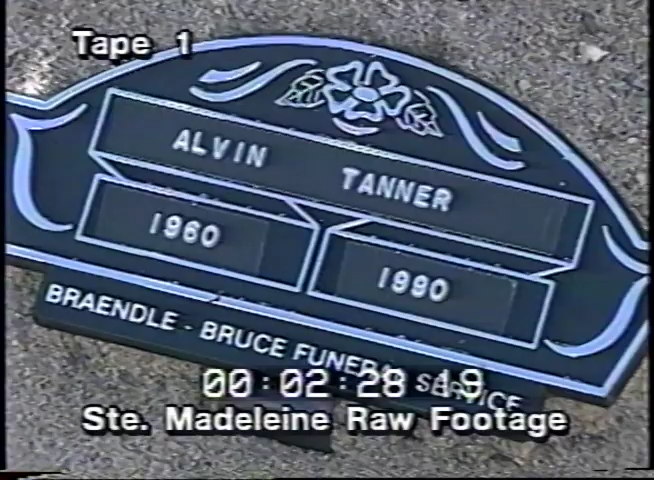 Tape 1
ALVIN TANNER
1960 1990
BRAENDLE - BRUCE FUNERAL SERVICE
00:02:28 19
Ste. Madeleine Raw Footage